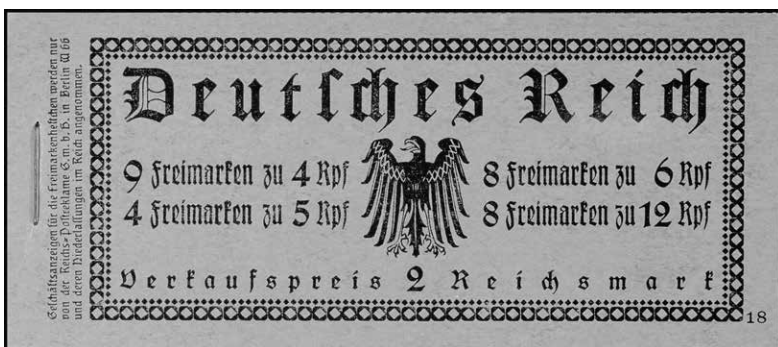 Geschäftsanzeigen für die Freimarkenheftchen werden nur
von der Reichs-Postreklame G.m.b.H. in Berlin W 66
und deren Niederlassungen im Reich angenommen.
Deutsches Reich
9 Freimarken zu 4 Rpf
8 Freimarken zu 6 Rpf
4 Freimarken zu 5 Rpf
8 Freimarken zu 12 Rpf
Verkaufspreis 2 Reichsmark
18